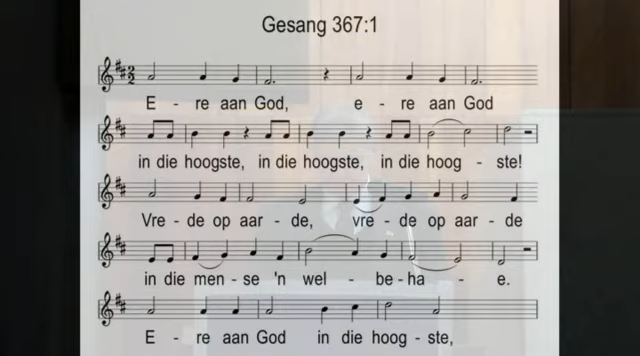 Gesang 367:1
E - re aan God, e - re aan God
in die hoogste, in die hoogste, in die hoog - ste!
Vre - de op aar - de, vre - de op aar - de
in die men - se 'n wel - be - ha - e.
E - re aan God in die hoog - ste,